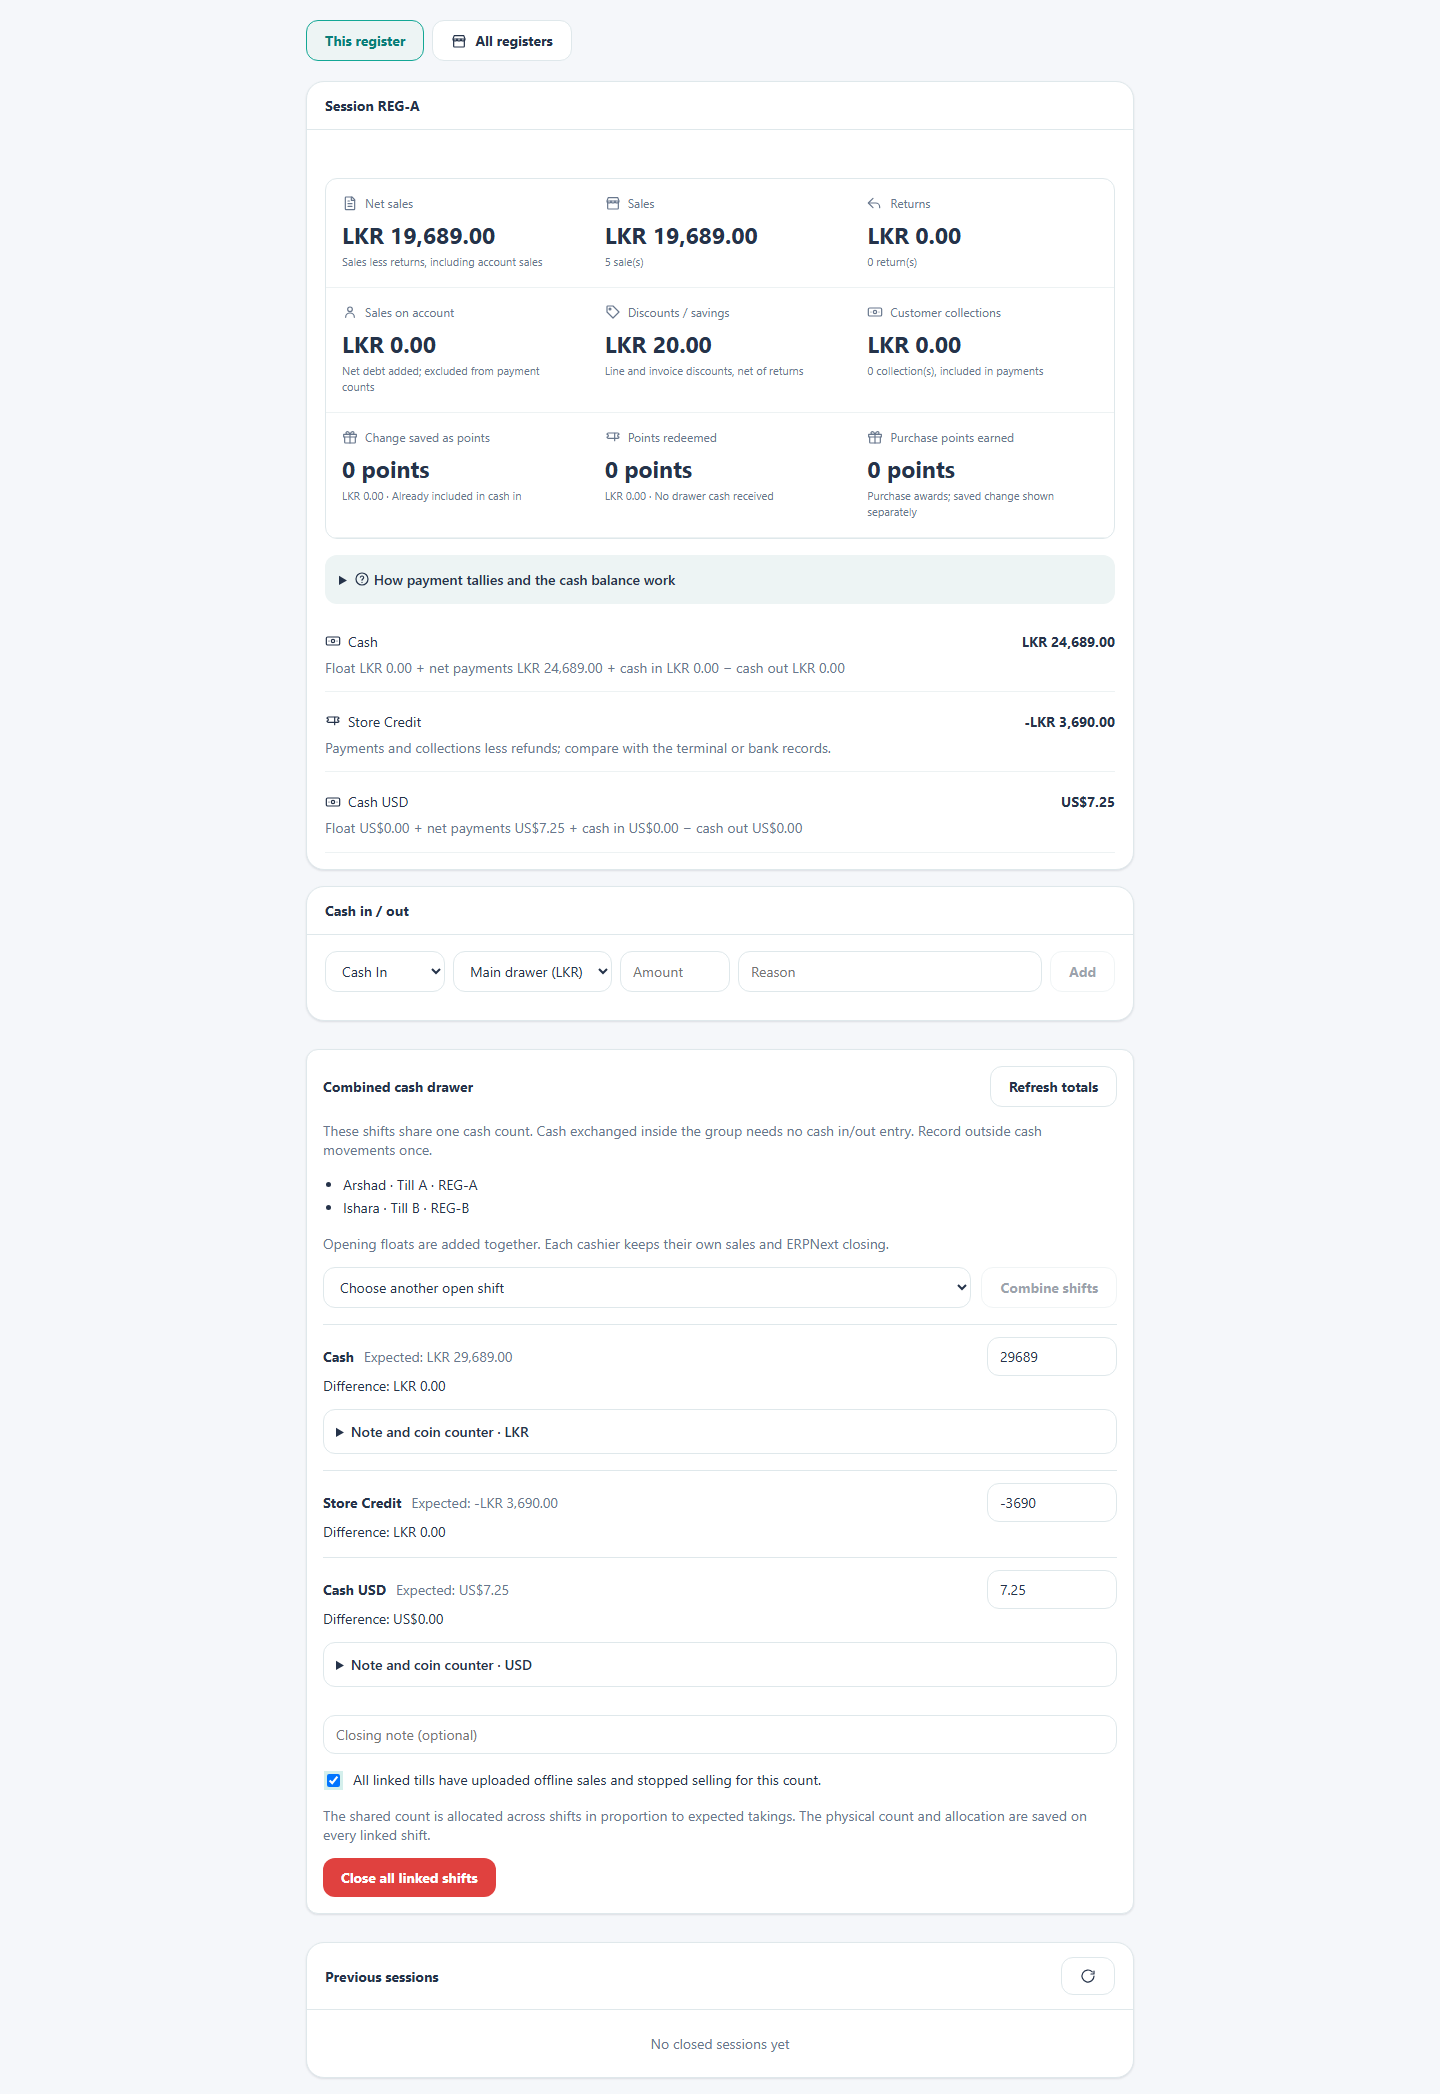 This register
All registers
Session REG-A
Net sales
LKR 19,689.00
Sales less returns, including account sales
Sales
LKR 19,689.00
5 sale(s)
Returns
LKR 0.00
0 return(s)
Sales on account
LKR 0.00
Net debt added; excluded from payment
counts
Discounts / savings
LKR 20.00
Line and invoice discounts, net of returns
Customer collections
LKR 0.00
0 collection(s), included in payments
Change saved as points
0 points
LKR 0.00 · Already included in cash in
Points redeemed
0 points
LKR 0.00 · No drawer cash received
Purchase points earned
0 points
Purchase awards; saved change shown
separately
How payment tallies and the cash balance work
Cash
LKR 24,689.00
Float LKR 0.00 + net payments LKR 24,689.00 + cash in LKR 0.00 − cash out LKR 0.00
Store Credit
-LKR 3,690.00
Payments and collections less refunds; compare with the terminal or bank records.
Cash USD
US$7.25
Float US$0.00 + net payments US$7.25 + cash in US$0.00 − cash out US$0.00
Cash in / out
Cash In
Main drawer (LKR)
Amount
Reason
Add
Combined cash drawer
Refresh totals
These shifts share one cash count. Cash exchanged inside the group needs no cash in/out entry. Record outside cash
movements once.
• Arshad · Till A · REG-A
• Ishara · Till B · REG-B
Opening floats are added together. Each cashier keeps their own sales and ERPNext closing.
Choose another open shift
Combine shifts
Cash Expected: LKR 29,689.00
29689
Difference: LKR 0.00
Note and coin counter · LKR
Store Credit Expected: -LKR 3,690.00
-3690
Difference: LKR 0.00
Cash USD Expected: US$7.25
7.25
Difference: US$0.00
Note and coin counter · USD
Closing note (optional)
All linked tills have uploaded offline sales and stopped selling for this count.
The shared count is allocated across shifts in proportion to expected takings. The physical count and allocation are saved on
every linked shift.
Close all linked shifts
Previous sessions
No closed sessions yet